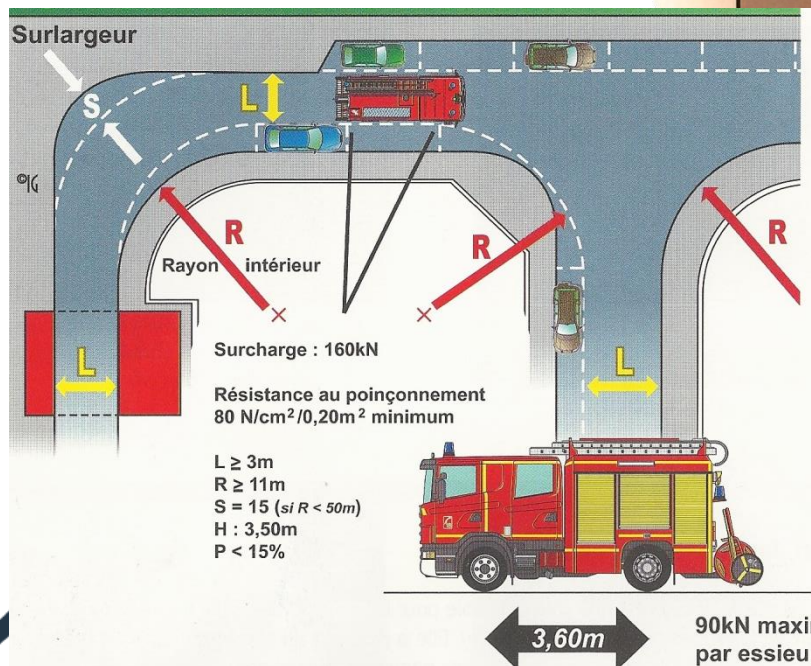 Surlargeur
S
L
©IG
R
R
R
Rayon intérieur
L
L
Surcharge : 160kN
Résistance au poinçonnement
80 N/cm²/0,20m² minimum
L ≥ 3m
R ≥ 11m
S = 15 (si R < 50m)
H : 3,50m
P < 15%
3,60m
90kN maxi
par essieu